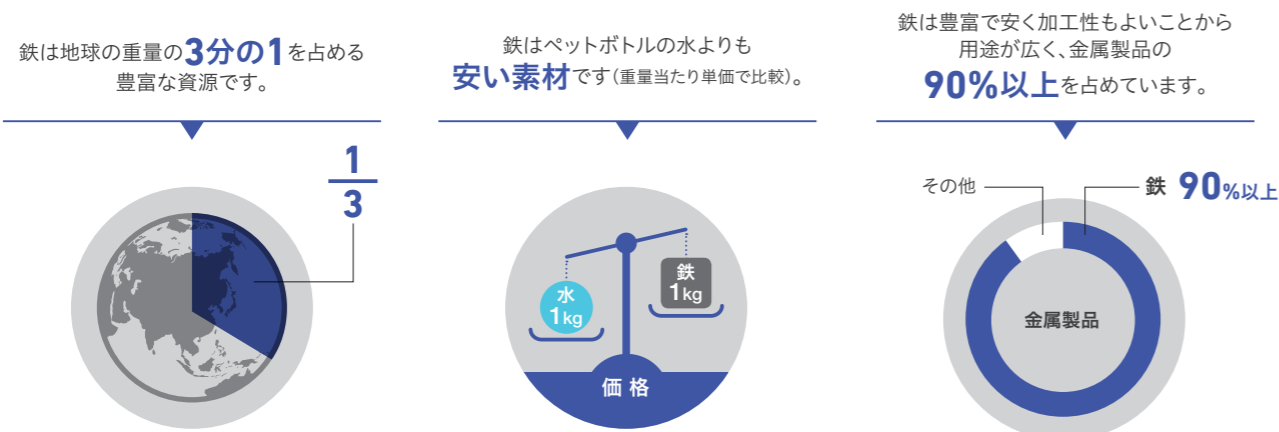 鉄は地球の重量の3分の1を占める
豊富な資源です。
1
3
鉄はペットボトルの水よりも
安い素材です(重量当たり単価で比較)。
水
1kg
鉄
1kg
価格
鉄は豊富で安く加工性もよいことから
用途が広く、金属製品の
90%以上を占めています。
その他
鉄 90%以上
金属製品